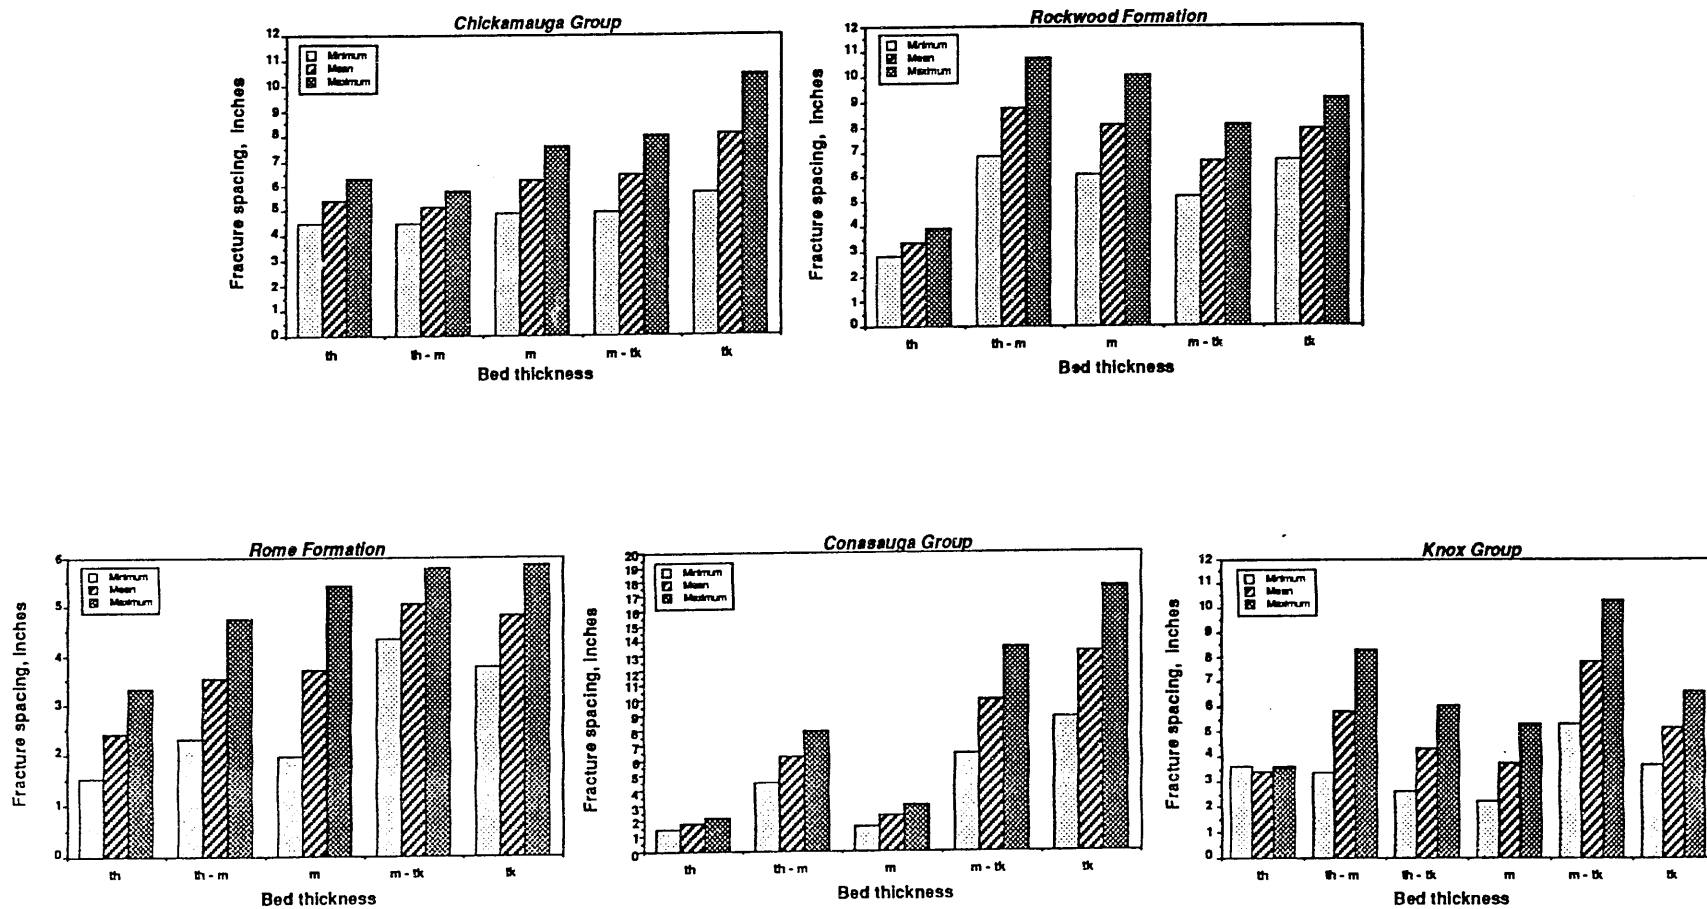 Chickamauga Group
Fracture spacing, inches
12
11
10
9
8
7
6
5
4
3
2
1
0
Minimum
Mean
Maximum
th
th - m
m
m - tk
tk
Bed thickness
Rockwood Formation
Fracture spacing, inches
12
11
10
9
8
7
6
5
4
3
2
1
0
Minimum
Mean
Maximum
th
th - m
m
m - tk
tk
Bed thickness
Rome Formation
Fracture spacing, inches
6
5
4
3
2
1
0
Minimum
Mean
Maximum
th
th - m
m
m - tk
tk
Bed thickness
Conasauga Group
Fracture spacing, inches
20
19
18
17
16
15
14
13
12
11
10
9
8
7
6
5
4
3
2
1
0
Minimum
Mean
Maximum
th
th - m
m
m - tk
tk
Bed thickness
Knox Group
Fracture spacing, inches
12
11
10
9
8
7
6
5
4
3
2
1
0
Minimum
Mean
Maximum
th
th - m
th - tk
m
m - tk
tk
Bed thickness